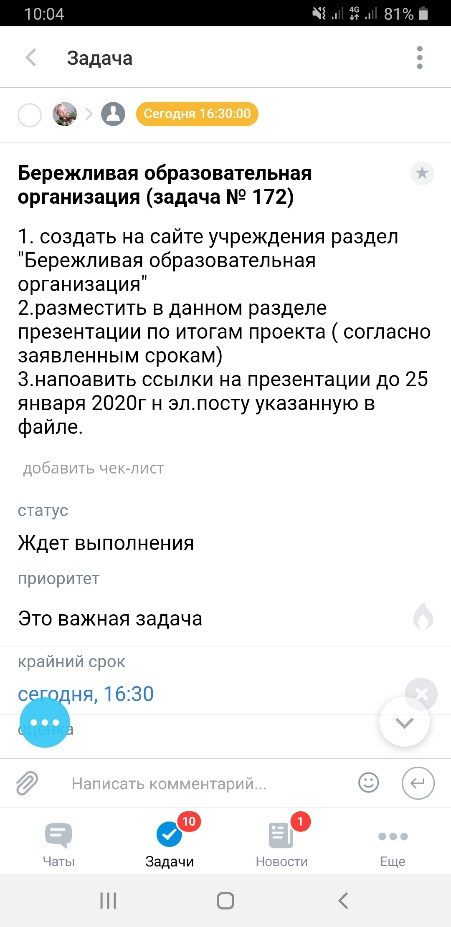 10:04
4G
81%
Задача
Сегодня 16:30:00
Бережливая образовательная
организация (задача № 172)
1. создать на сайте учреждения раздел
"Бережливая образовательная
организация"
2.разместить в данном разделе
презентации по итогам проекта ( согласно
заявленным срокам)
3.напоавить ссылки на презентации до 25
января 2020г н эл.посту указанную в
файле.
добавить чек-лист
статус
Ждет выполнения
приоритет
Это важная задача
крайний срок
сегодня, 16:30
оценка
Написать комментарий...
10
1
Чаты
Задачи
Новости
Еще